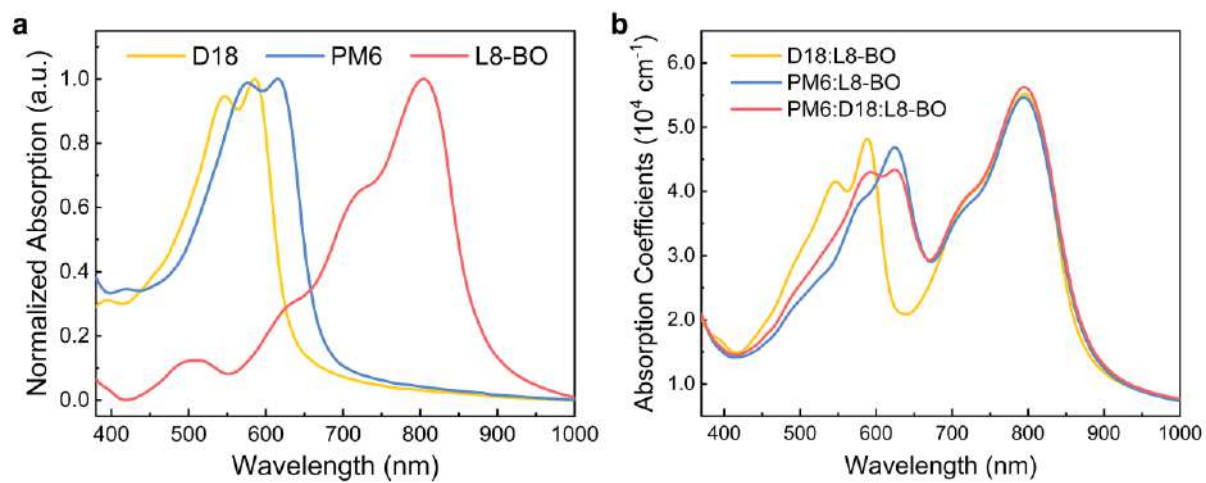 a
D18 PM6 L8-BO
Normalized Absorption (a.u.)
1.0
0.8
0.6
0.4
0.2
0.0
400 500 600 700 800 900 1000
Wavelength (nm)
b
D18:L8-BO
PM6:L8-BO
PM6:D18:L8-BO
Absorption Coefficients (10⁴ cm⁻¹)
6.0
5.0
4.0
3.0
2.0
1.0
400 500 600 700 800 900 1000
Wavelength (nm)